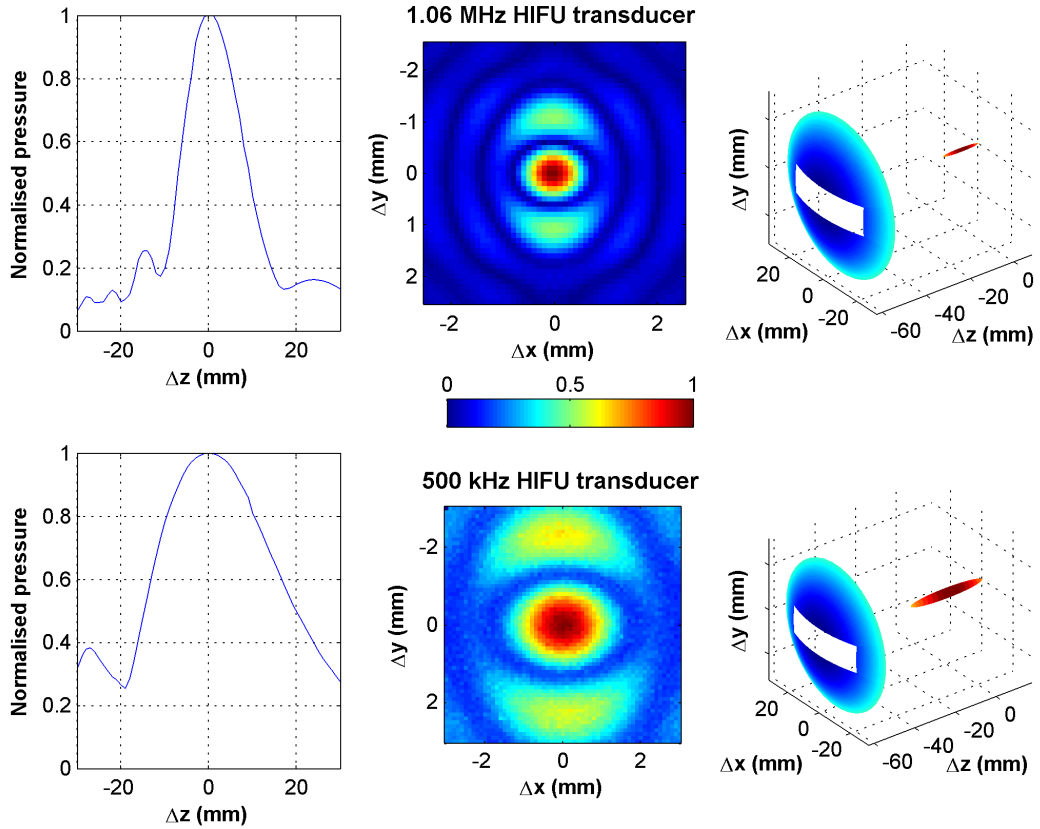 1.06 MHz HIFU transducer
Normalised pressure
1
0.8
0.6
0.4
0.2
0
-20 0 20
Δz (mm)
Δy (mm)
-2
-1
0
1
2
-2 0 2
Δx (mm)
Δy (mm)
20
0
-20
Δx (mm)
-60
-40
-20
0
Δz (mm)
0 0.5 1
500 kHz HIFU transducer
Normalised pressure
1
0.8
0.6
0.4
0.2
0
-20 0 20
Δz (mm)
Δy (mm)
-2
0
2
-2 0 2
Δx (mm)
Δy (mm)
20
0
-20
Δx (mm)
-60
-40
-20
0
Δz (mm)